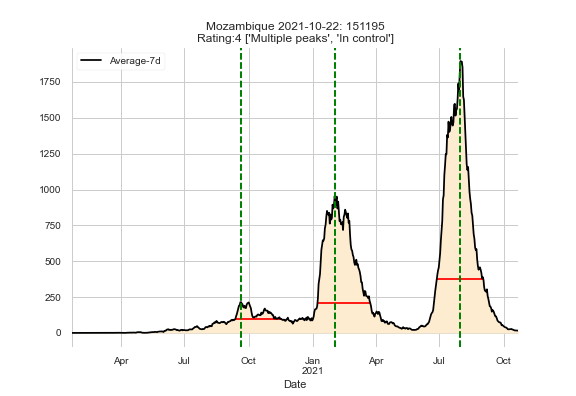 Mozambique 2021-10-22: 151195
Rating:4 ['Multiple peaks', 'In control']
Average-7d
1750
1500
1250
1000
750
500
250
0
Apr Jul Oct Jan Apr Jul Oct
2021
Date